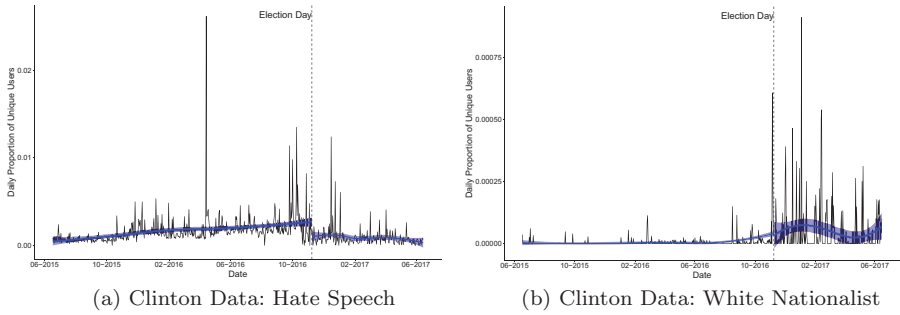 Election Day
0.02
0.01
0.00
Daily Proportion of Unique Users
06−2015
10−2015
02−2016
06−2016
10−2016
02−2017
06−2017
Date
(a) Clinton Data: Hate Speech
Election Day
0.00075
0.00050
0.00025
0.00000
Daily Proportion of Unique Users
06−2015
10−2015
02−2016
06−2016
10−2016
02−2017
06−2017
Date
(b) Clinton Data: White Nationalist